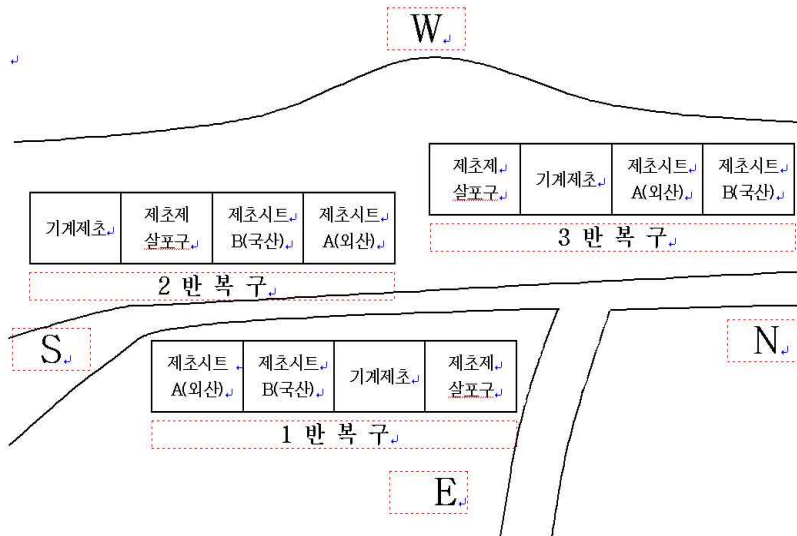 W
제초제
살포구
기계제초
제초시트
A(외산)
제초시트
B(국산)
3 반 복 구
기계제초
제초제
살포구
제초시트
B(국산)
제초시트
A(외산)
2 반 복 구
S
N
제초시트
A(외산)
제초시트
B(국산)
기계제초
제초제
살포구
1 반 복 구
E